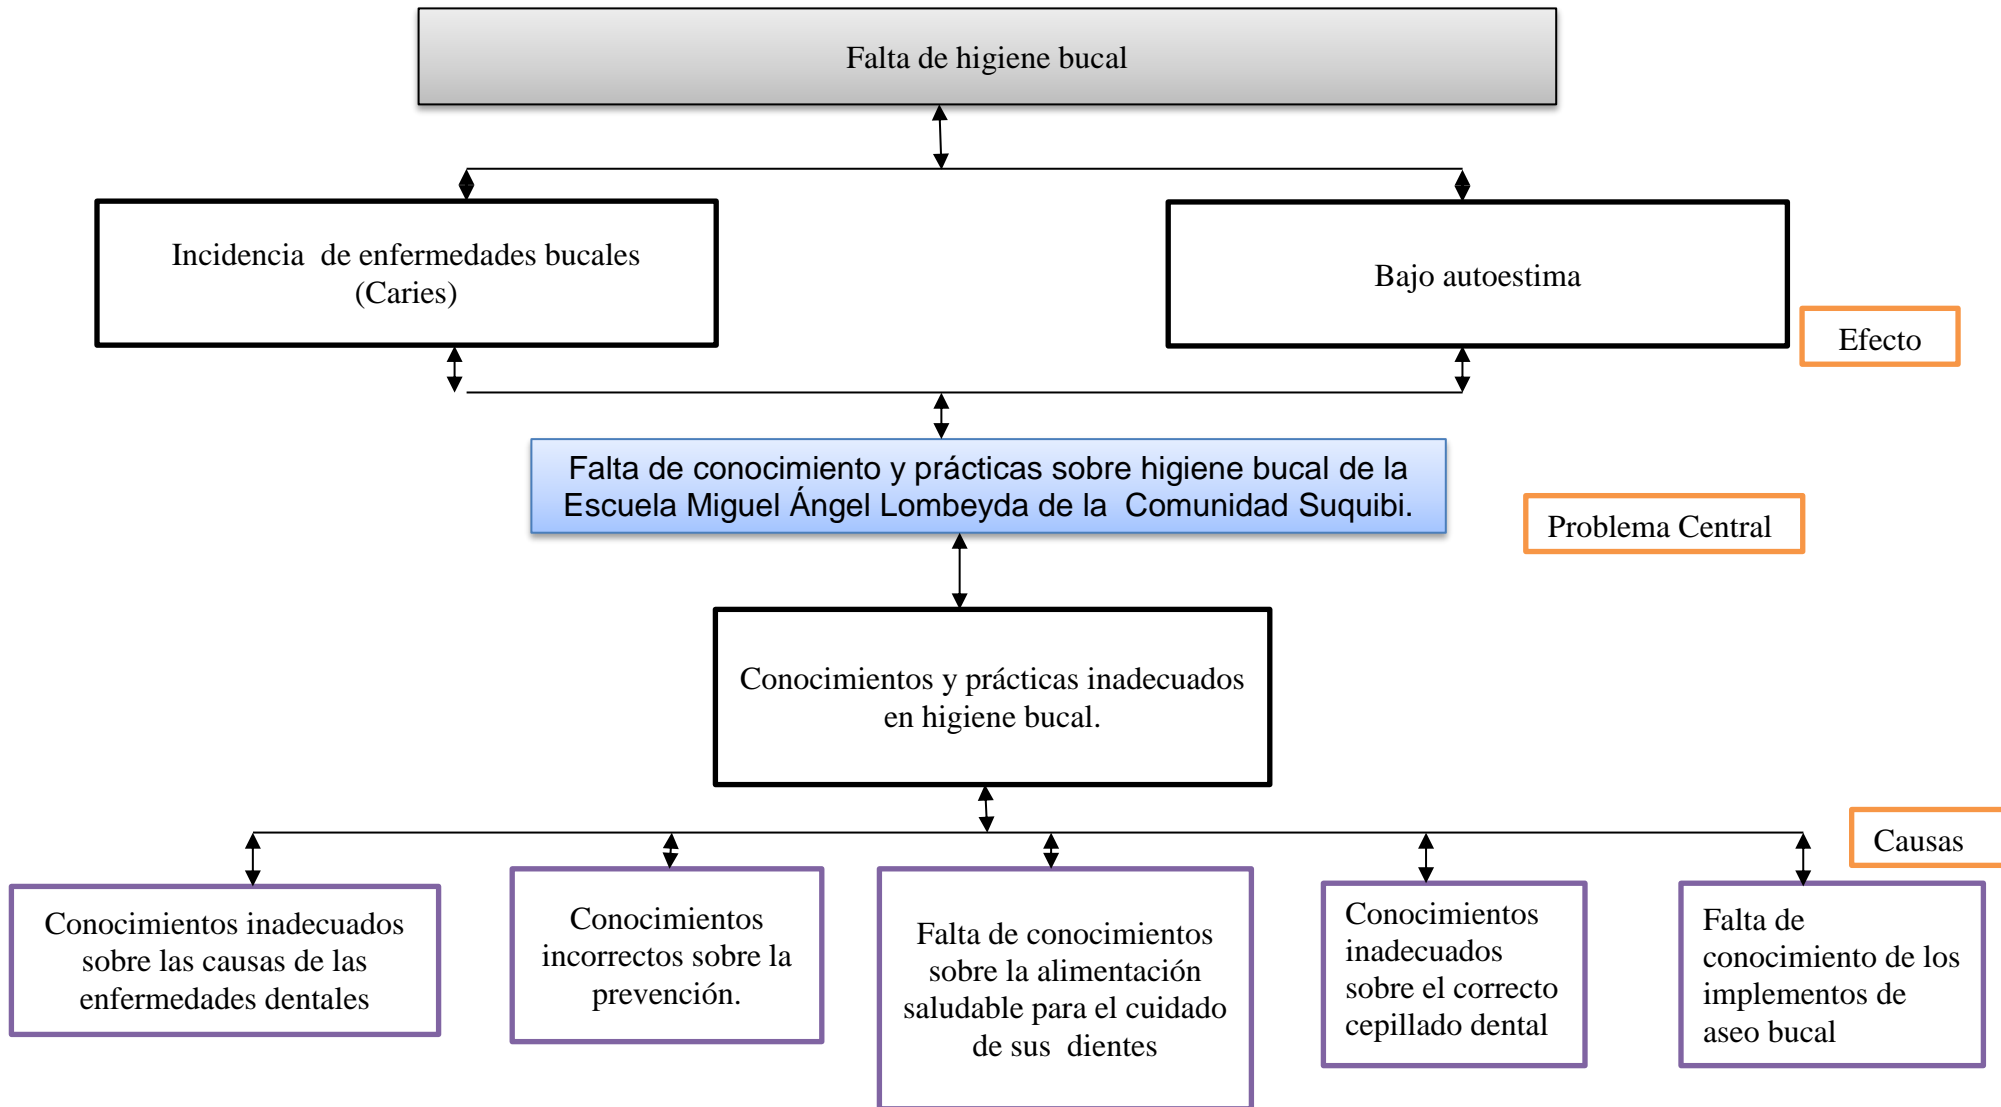 Falta de higiene bucal
Incidencia  de enfermedades bucales
(Caries)
Bajo autoestima
Efecto
Falta de conocimiento y prácticas sobre higiene bucal de la
Escuela Miguel Ángel Lombeyda de la  Comunidad Suquibi.
Problema Central
Conocimientos y prácticas inadecuados
en higiene bucal.
Causas
Conocimientos inadecuados
sobre las causas de las
enfermedades dentales
Conocimientos
incorrectos sobre la
prevención.
Falta de conocimientos
sobre la alimentación
saludable para el cuidado
de sus  dientes
Conocimientos
inadecuados
sobre el correcto
cepillado dental
Falta de
conocimiento de los
implementos de
aseo bucal